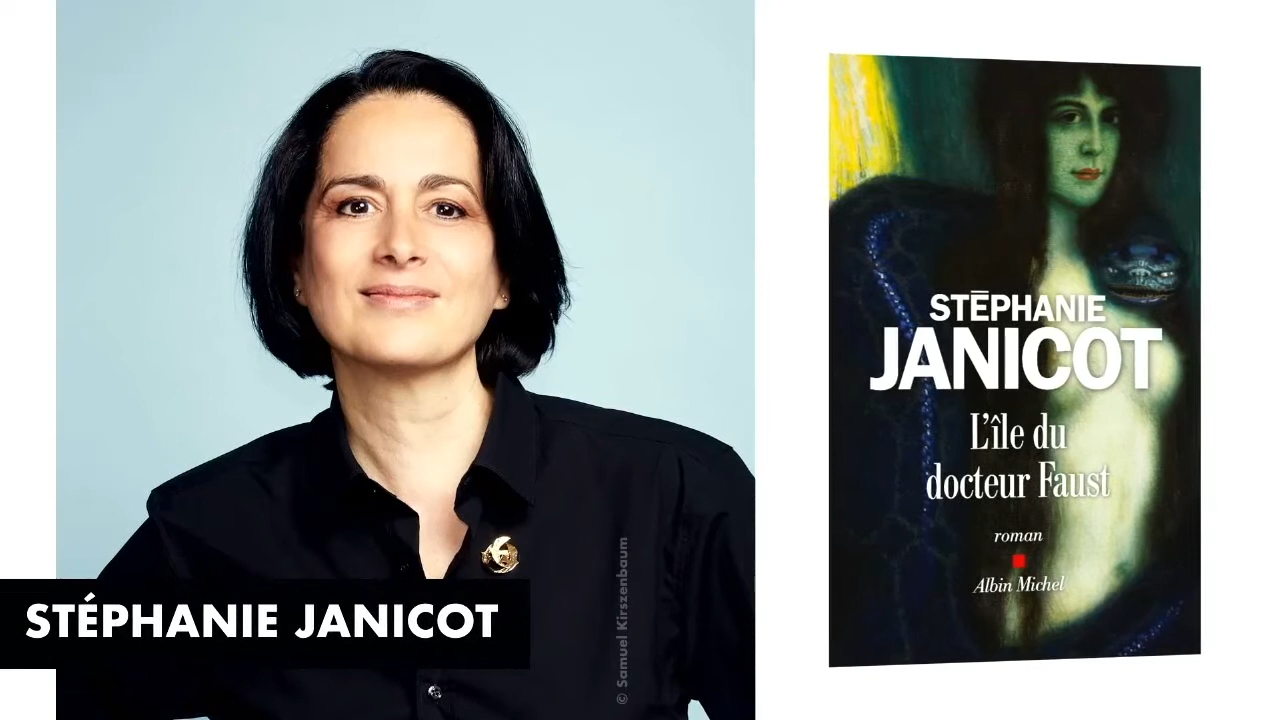 STÉPHANIE JANICOT
© Samuel Kirszenbaum
STĒPHANIE
JANICOT
L'île du
docteur Faust
roman
Albin Michel